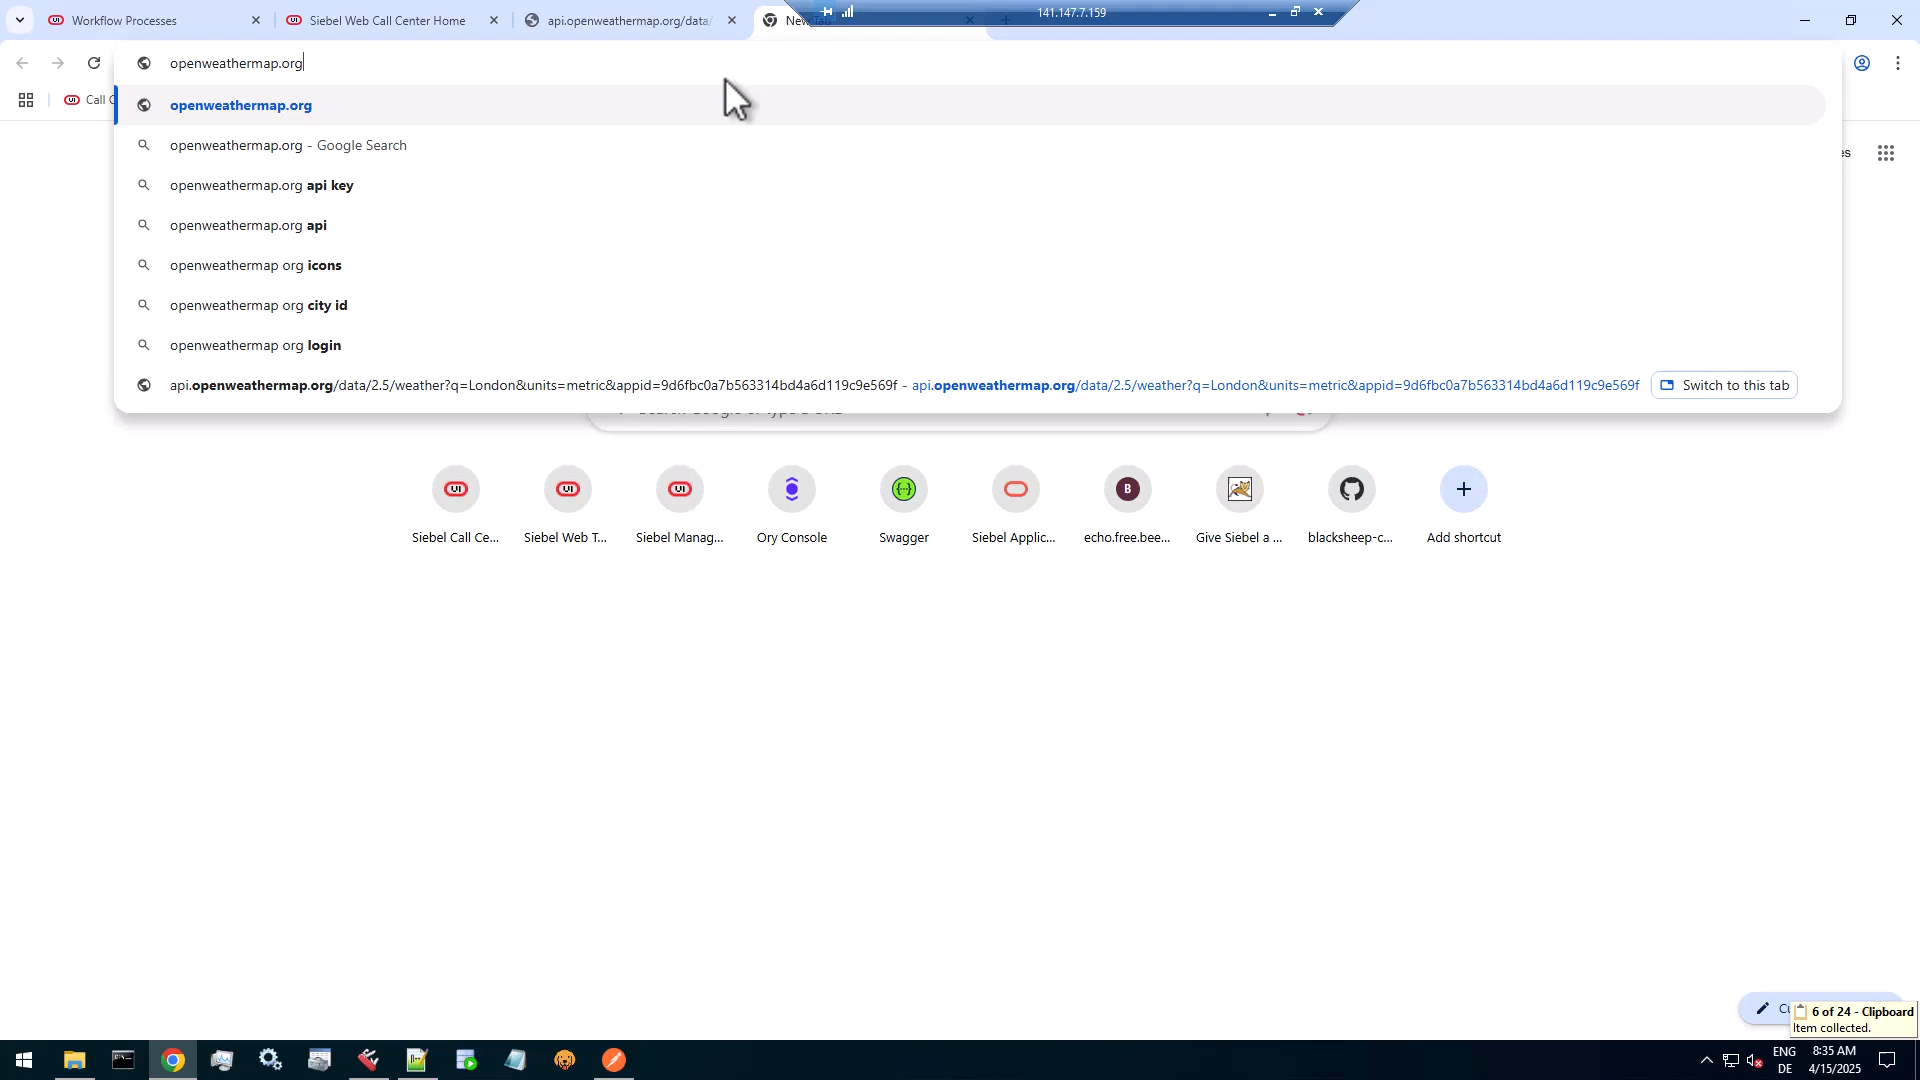 Workflow Processes
Siebel Web Call Center Home
api.openweathermap.org/data/
New Tab
141.147.7.159
openweathermap.org
Call C
openweathermap.org
openweathermap.org - Google Search
openweathermap.org api key
openweathermap.org api
openweathermap org icons
openweathermap org city id
openweathermap org login
api.openweathermap.org/data/2.5/weather?q=London&units=metric&appid=9d6fbc0a7b563314bd4a6d119c9e569f - api.openweathermap.org/data/2.5/weather?q=London&units=metric&appid=9d6fbc0a7b563314bd4a6d119c9e569f Switch to this tab
Siebel Call Ce...
Siebel Web T...
Siebel Manag...
Ory Console
Swagger
Siebel Applic...
echo.free.bee...
Give Siebel a ...
blacksheep-c...
Add shortcut
6 of 24 - Clipboard
Item collected.
ENG
DE
8:35 AM
4/15/2025